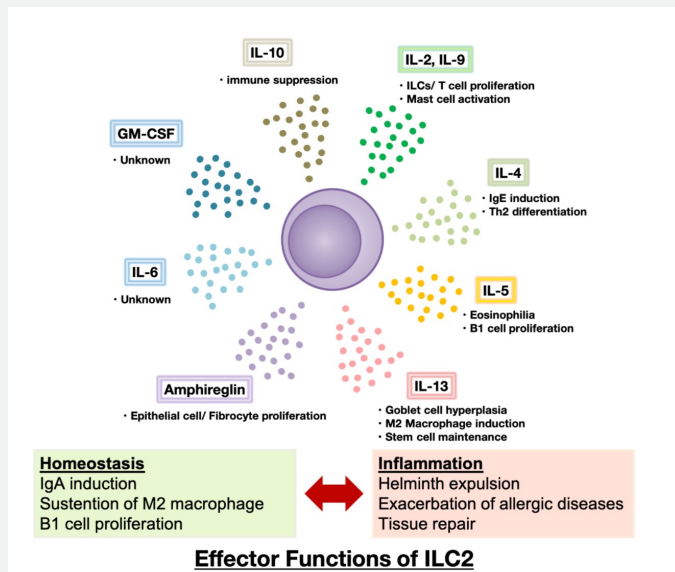 IL-10
・immune suppression
IL-2, IL-9
・ILCs/ T cell proliferation
・Mast cell activation
GM-CSF
・Unknown
IL-4
・IgE induction
・Th2 differentiation
IL-6
・Unknown
IL-5
・Eosinophilia
・B1 cell proliferation
Amphireglin
・Epithelial cell/ Fibrocyte proliferation
IL-13
・Goblet cell hyperplasia
・M2 Macrophage induction
・Stem cell maintenance
Homeostasis
IgA induction
Sustention of M2 macrophage
B1 cell proliferation
Inflammation
Helminth expulsion
Exacerbation of allergic diseases
Tissue repair
Effector Functions of ILC2